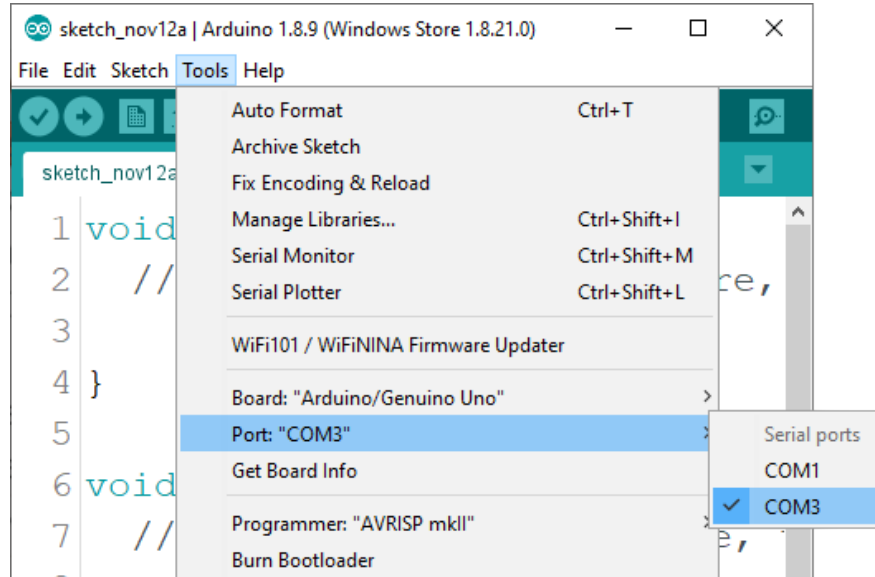 sketch_nov12a | Arduino 1.8.9 (Windows Store 1.8.21.0)
File Edit Sketch Tools Help
Auto Format Ctrl+T
Archive Sketch
sketch_nov12a
Fix Encoding & Reload
1 void
Manage Libraries... Ctrl+Shift+I
Serial Monitor Ctrl+Shift+M
2 //
Serial Plotter Ctrl+Shift+L
3
WiFi101 / WiFiNINA Firmware Updater
4 }
Board: "Arduino/Genuino Uno"
5
Port: "COM3"
Serial ports
Get Board Info
COM1
6 void
COM3
Programmer: "AVRISP mkII"
7 //
Burn Bootloader